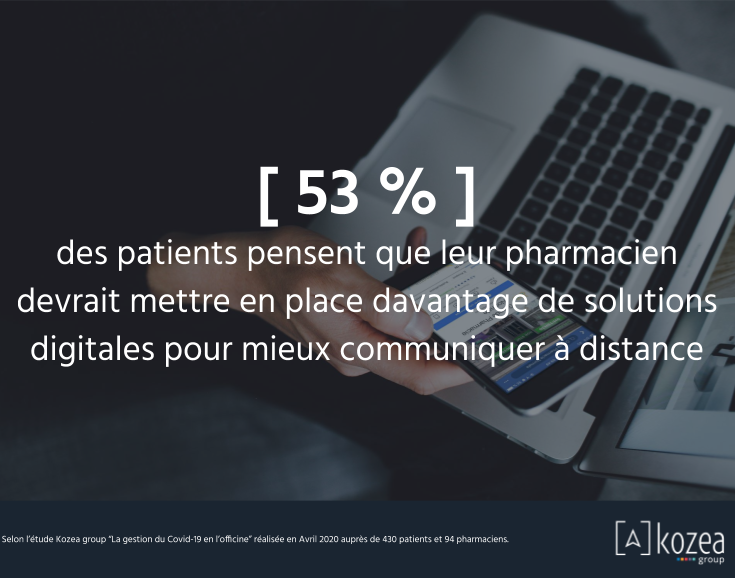 [ 53 % ]
des patients pensent que leur pharmacien
devrait mettre en place davantage de solutions
digitales pour mieux communiquer à distance
Selon l'étude Kozea group "La gestion du Covid-19 en l'officine" réalisée en Avril 2020 auprès de 430 patients et 94 pharmaciens.
[A] kozea
group